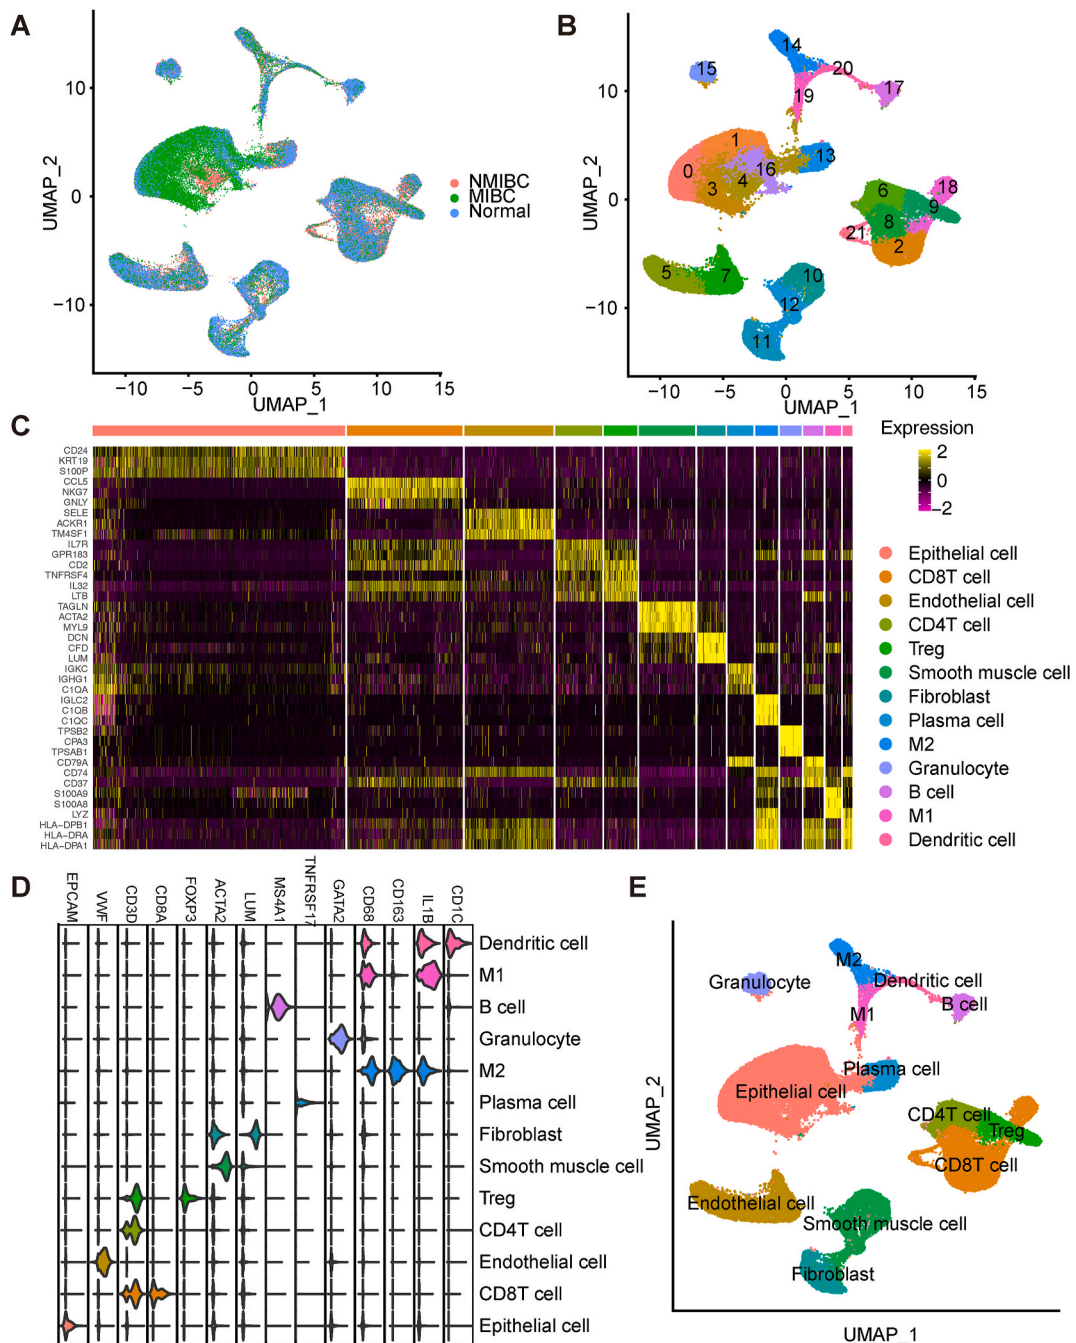 A
UMAP_2
10
0
−10
−10
−5
0
5
10
15
UMAP_1
NMIBC
MIBC
Normal
B
UMAP_2
10
0
−10
−10
−5
0
5
10
15
UMAP_1
14
15
20
17
19
1
13
16
0
3
4
6
18
9
8
21
2
5
7
10
12
11
C
CD24
KRT19
S100P
CCL5
NKG7
GNLY
SELE
ACKR1
TM4SF1
IL7R
GPR183
CD2
TNFRSF4
IL32
LTB
TAGLN
ACTA2
MYL9
DCN
CFD
LUM
IGKC
IGHG1
C1QA
IGLC2
C1QB
C1QC
TPSB2
CPA3
TPSAB1
CD79A
CD74
CD37
S100A9
S100A8
LYZ
HLA−DPB1
HLA−DRA
HLA−DPA1
Expression
2
0
−2
Epithelial cell
CD8T cell
Endothelial cell
CD4T cell
Treg
Smooth muscle cell
Fibroblast
Plasma cell
M2
Granulocyte
B cell
M1
Dendritic cell
D
EPCAM
VWF
CD3D
CD8A
FOXP3
ACTA2
LUM
MS4A1
TNFRSF17
GATA2
CD68
CD163
IL1B
CD1C
Dendritic cell
M1
B cell
Granulocyte
M2
Plasma cell
Fibroblast
Smooth muscle cell
Treg
CD4T cell
Endothelial cell
CD8T cell
Epithelial cell
E
UMAP_2
M2
Granulocyte
Dendritic cell
B cell
M1
Plasma cell
Epithelial cell
CD4T cell
Treg
CD8T cell
Endothelial cell
Smooth muscle cell
Fibroblast
UMAP_1